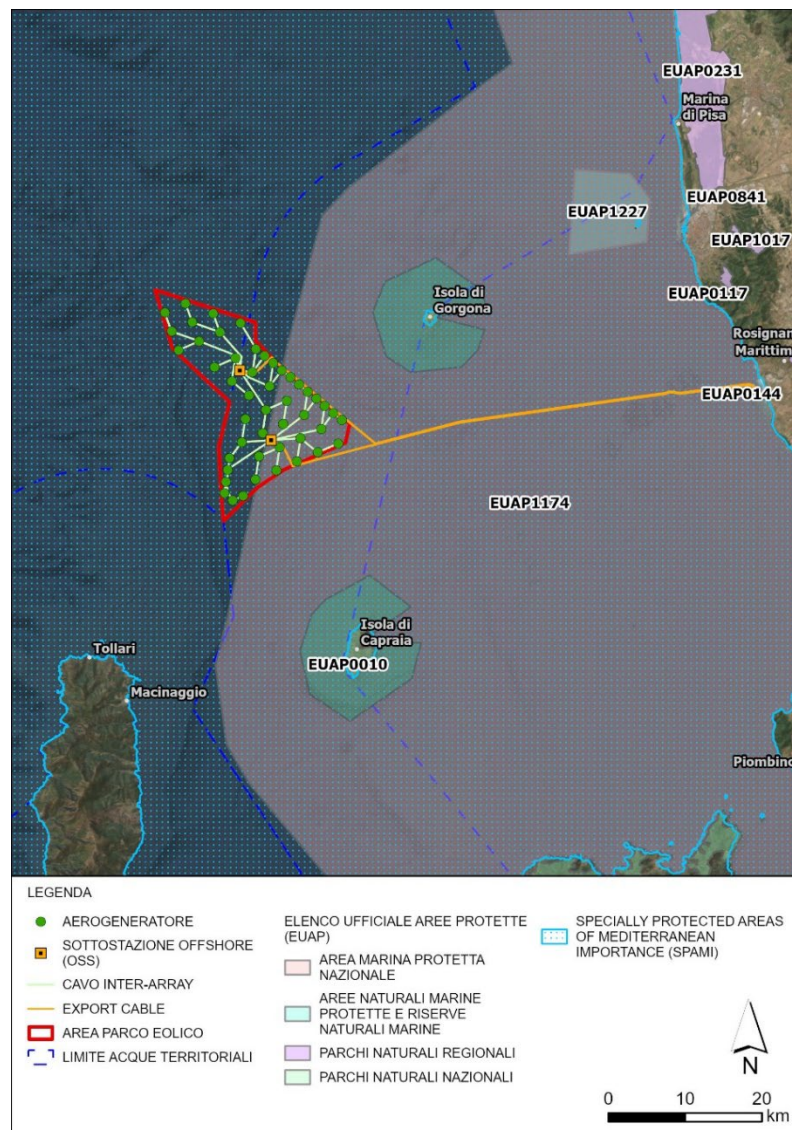 EUAP0231
Marina
di Pisa
EUAP0841
EUAP1227
EUAP1017
EUAP0117
Isola di
Gorgona
Rosignan
Marittim
EUAP0144
EUAP1174
Isola di
Capraia
EUAP0010
Tollari
Macinaggio
Piombino
LEGENDA
AEROGENERATORE
SOTTOSTAZIONE OFFSHORE
(OSS)
CAVO INTER-ARRAY
EXPORT CABLE
AREA PARCO EOLICO
LIMITE ACQUE TERRITORIALI
ELENCO UFFICIALE AREE PROTETTE
(EUAP)
AREA MARINA PROTETTA
NAZIONALE
AREE NATURALI MARINE
PROTETTE E RISERVE
NATURALI MARINE
PARCHI NATURALI REGIONALI
PARCHI NATURALI NAZIONALI
SPECIALLY PROTECTED AREAS
OF MEDITERRANEAN
IMPORTANCE (SPAMI)
N
0 10 20
km